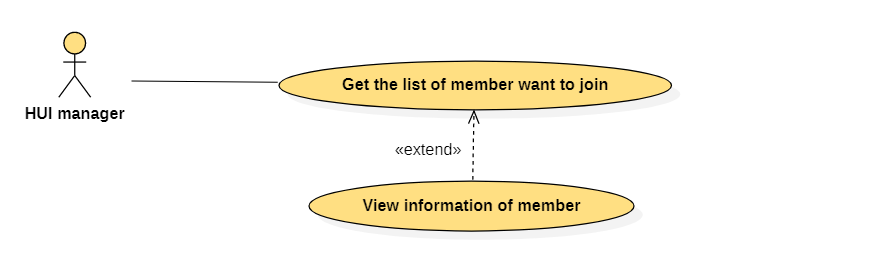 Get the list of member want to join
HUI manager
«extend»
View information of member